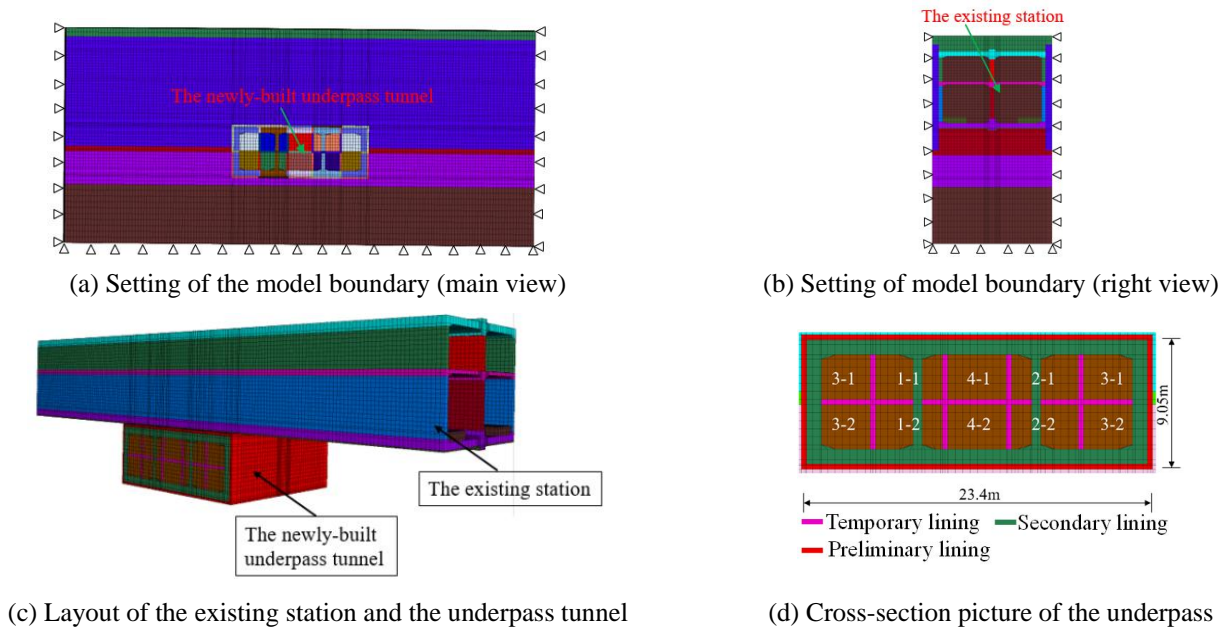 The newly-built underpass tunnel
(a) Setting of the model boundary (main view)
The existing station
(b) Setting of model boundary (right view)
The existing station
The newly-built
underpass tunnel
(c) Layout of the existing station and the underpass tunnel
3-1 1-1 4-1 2-1 3-1
3-2 1-2 4-2 2-2 3-2
9.05m
23.4m
Temporary lining Secondary lining
Preliminary lining
(d) Cross-section picture of the underpass